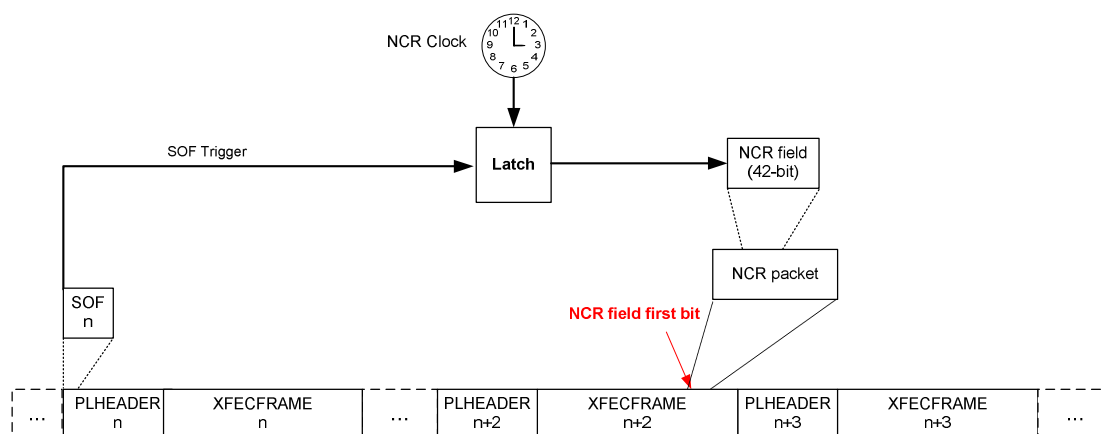 NCR Clock
12
11 1
10 2
9 3
8 4
7 5
6
SOF Trigger
Latch
NCR field
(42-bit)
NCR packet
SOF
n
NCR field first bit
...
PLHEADER
n
XFECFRAME
n
...
PLHEADER
n+2
XFECFRAME
n+2
PLHEADER
n+3
XFECFRAME
n+3
...